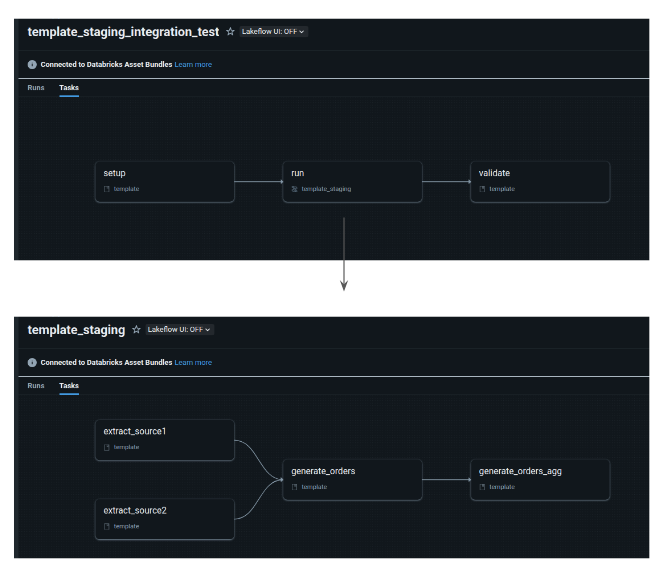 template_staging_integration_test Lakeflow UI: OFF
Connected to Databricks Asset Bundles Learn more
Runs Tasks
setup run validate
template template_staging template
template_staging Lakeflow UI: OFF
Connected to Databricks Asset Bundles Learn more
Runs Tasks
extract_source1
template
generate_orders generate_orders_agg
template template
extract_source2
template